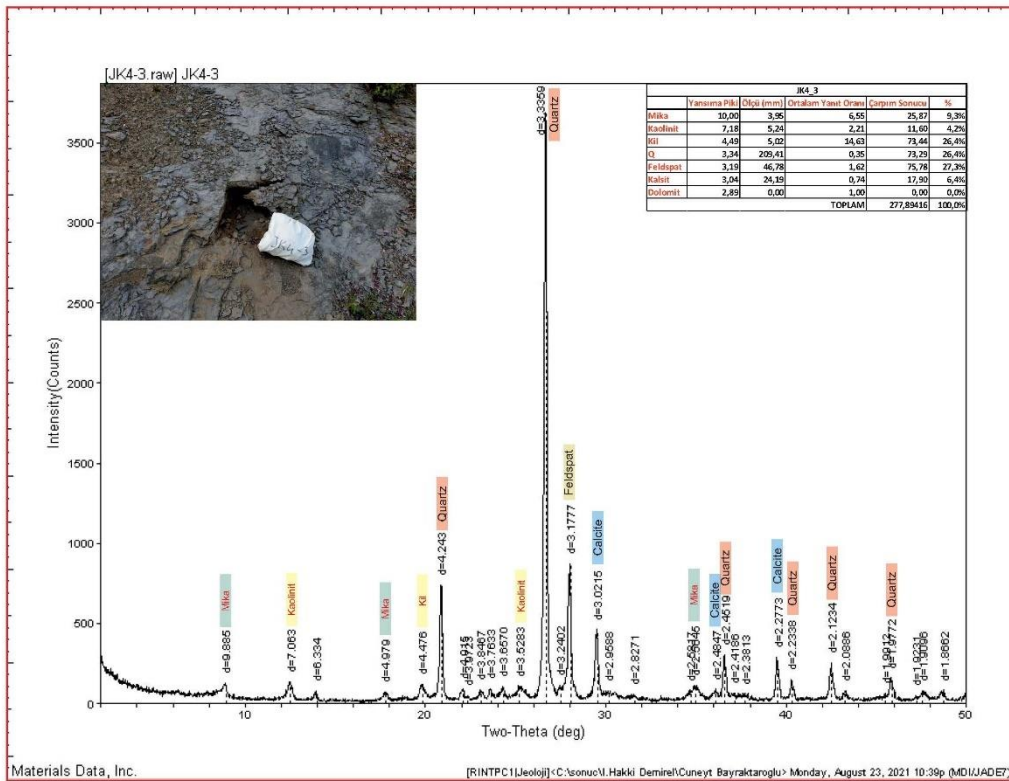 [JK4-3.raw] JK4-3
JK4-3
JK4_3
Yansıma Piki Ölçü (mm) Ortalam Yanıt Oranı Çarpım Sonucu %
Mika 10,00 3,95 6,55 25,87 9,3%
Kaolinit 7,18 5,24 2,21 11,60 4,2%
Kil 4,49 5,02 14,63 73,44 26,4%
Q 3,34 209,41 0,35 73,29 26,4%
Feldspat 3,19 46,78 1,62 75,78 27,3%
Kalsit 3,04 24,19 0,74 17,90 6,4%
Dolomit 2,89 0,00 1,00 0,00 0,0%
TOPLAM 277,89416 100,0%
Intensity(Counts)
3500
3000
2500
2000
1500
1000
500
0
Mika
d=9.885
Kaolinit
d=7.063
d=6.334
Mika
d=4.979
Kil
d=4.476
Quartz
d=4.243
d=3.9723
d=3.8467
d=3.7633
d=3.6570
Kaolinit
d=3.5283
Quartz
d=3.3359
d=3.2402
Feldspat
d=3.1777
Calcite
d=3.0215
d=2.9588
d=2.8271
Mika
Calcite
d=2.4847
Quartz
d=2.4519
d=2.4186
d=2.3813
Calcite
d=2.2773
Quartz
d=2.2338
Quartz
d=2.1234
d=2.0886
Quartz
d=1.9912
d=1.9772
d=1.9096
d=1.8662
10 20 30 40 50
Two-Theta (deg)
Materials Data, Inc.
[RINTPC1|Jeoloji]<C:\sonuc\I.Hakki Demirel\Cuneyt Bayraktaroglu> Monday, August 23, 2021 10:39p (MDI/JADE7)